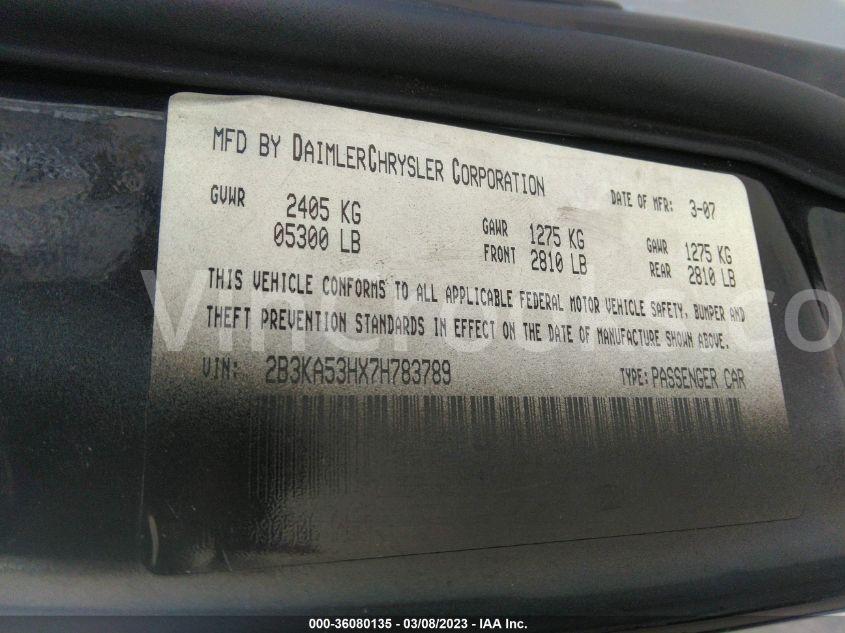 MFD BY DAIMLERCHRYSLER CORPORATION
DATE OF MFR: 3-07
GVWR 2405 KG
05300 LB
GAWR FRONT 1275 KG
2810 LB
GAWR REAR 1275 KG
2810 LB
THIS VEHICLE CONFORMS TO ALL APPLICABLE FEDERAL MOTOR VEHICLE SAFETY, BUMPER AND
THEFT PREVENTION STANDARDS IN EFFECT ON THE DATE OF MANUFACTURE SHOWN ABOVE.
VIN: 2B3KA53HX7H783789 TYPE: PASSENGER CAR
000-36080135 - 03/08/2023 - IAA Inc.